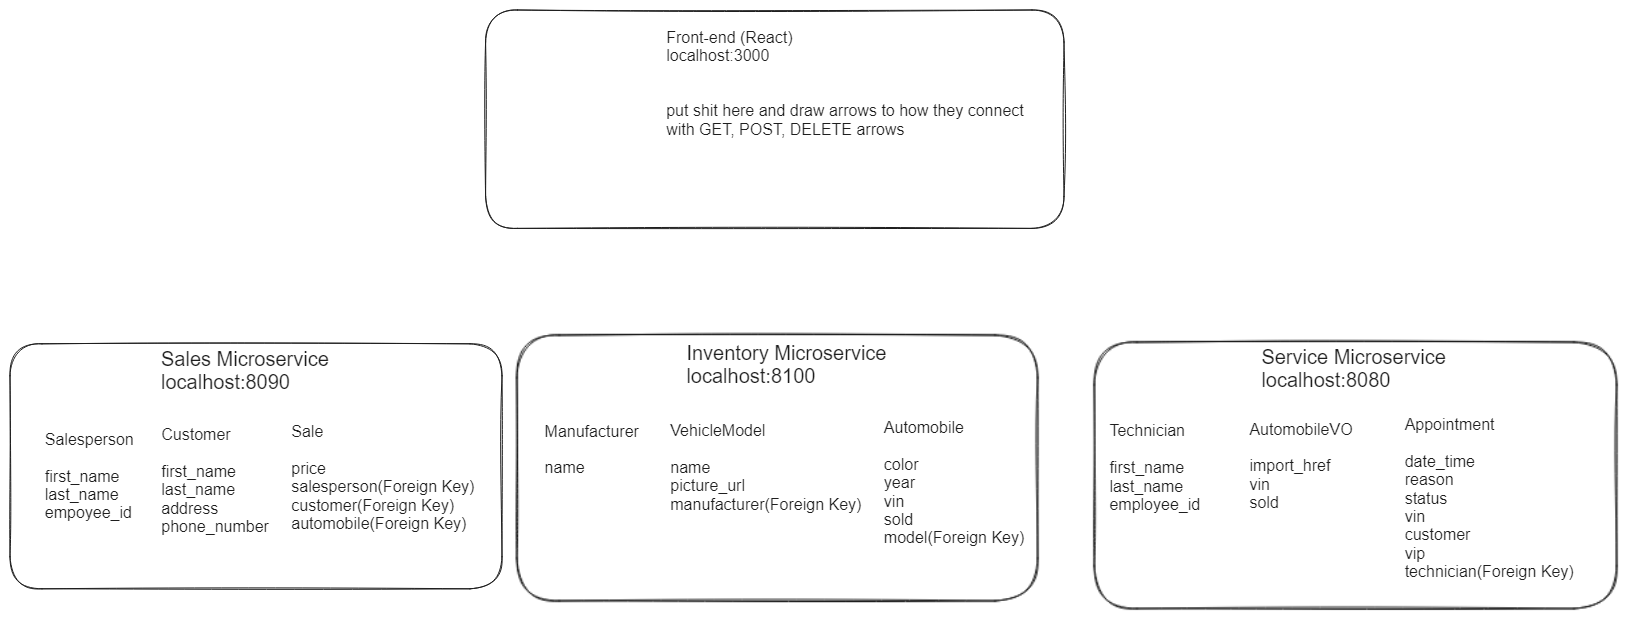 Front-end (React)
localhost:3000
put shit here and draw arrows to how they connect
with GET, POST, DELETE arrows
Sales Microservice
localhost:8090
Salesperson
first_name
last_name
empoyee_id
Customer
first_name
last_name
address
phone_number
Sale
price
salesperson(Foreign Key)
customer(Foreign Key)
automobile(Foreign Key)
Inventory Microservice
localhost:8100
Manufacturer
name
VehicleModel
name
picture_url
manufacturer(Foreign Key)
Automobile
color
year
vin
sold
model(Foreign Key)
Service Microservice
localhost:8080
Technician
first_name
last_name
employee_id
AutomobileVO
import_href
vin
sold
Appointment
date_time
reason
status
vin
customer
vip
technician(Foreign Key)